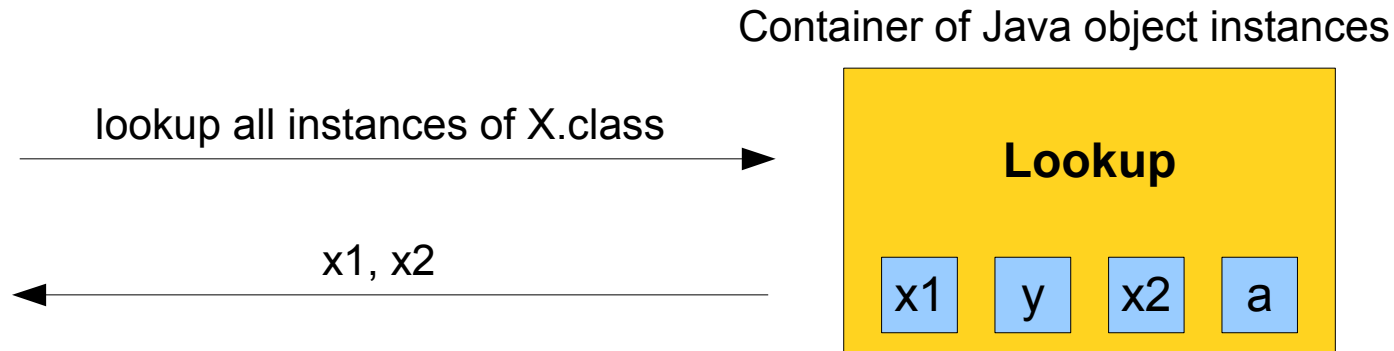 Container of Java object instances
lookup all instances of X.class
Lookup
x1, x2
x1 y x2 a